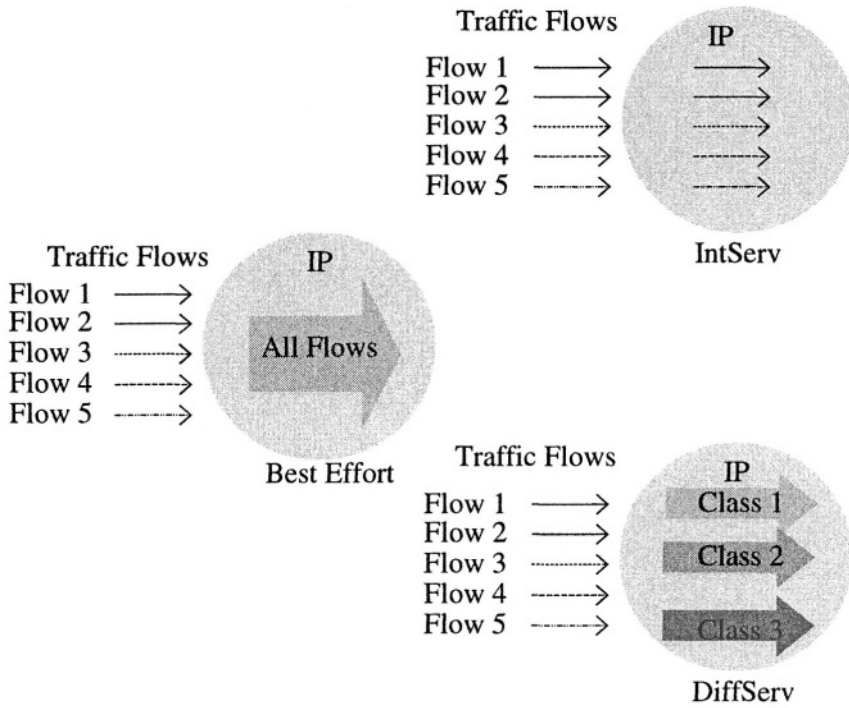 Traffic Flows
IP
Flow 1
Flow 2
Flow 3
Flow 4
Flow 5
IntServ
Traffic Flows
IP
Flow 1
Flow 2
Flow 3
Flow 4
Flow 5
All Flows
Best Effort
Traffic Flows
IP
Flow 1
Flow 2
Flow 3
Flow 4
Flow 5
Class 1
Class 2
Class 3
DiffServ